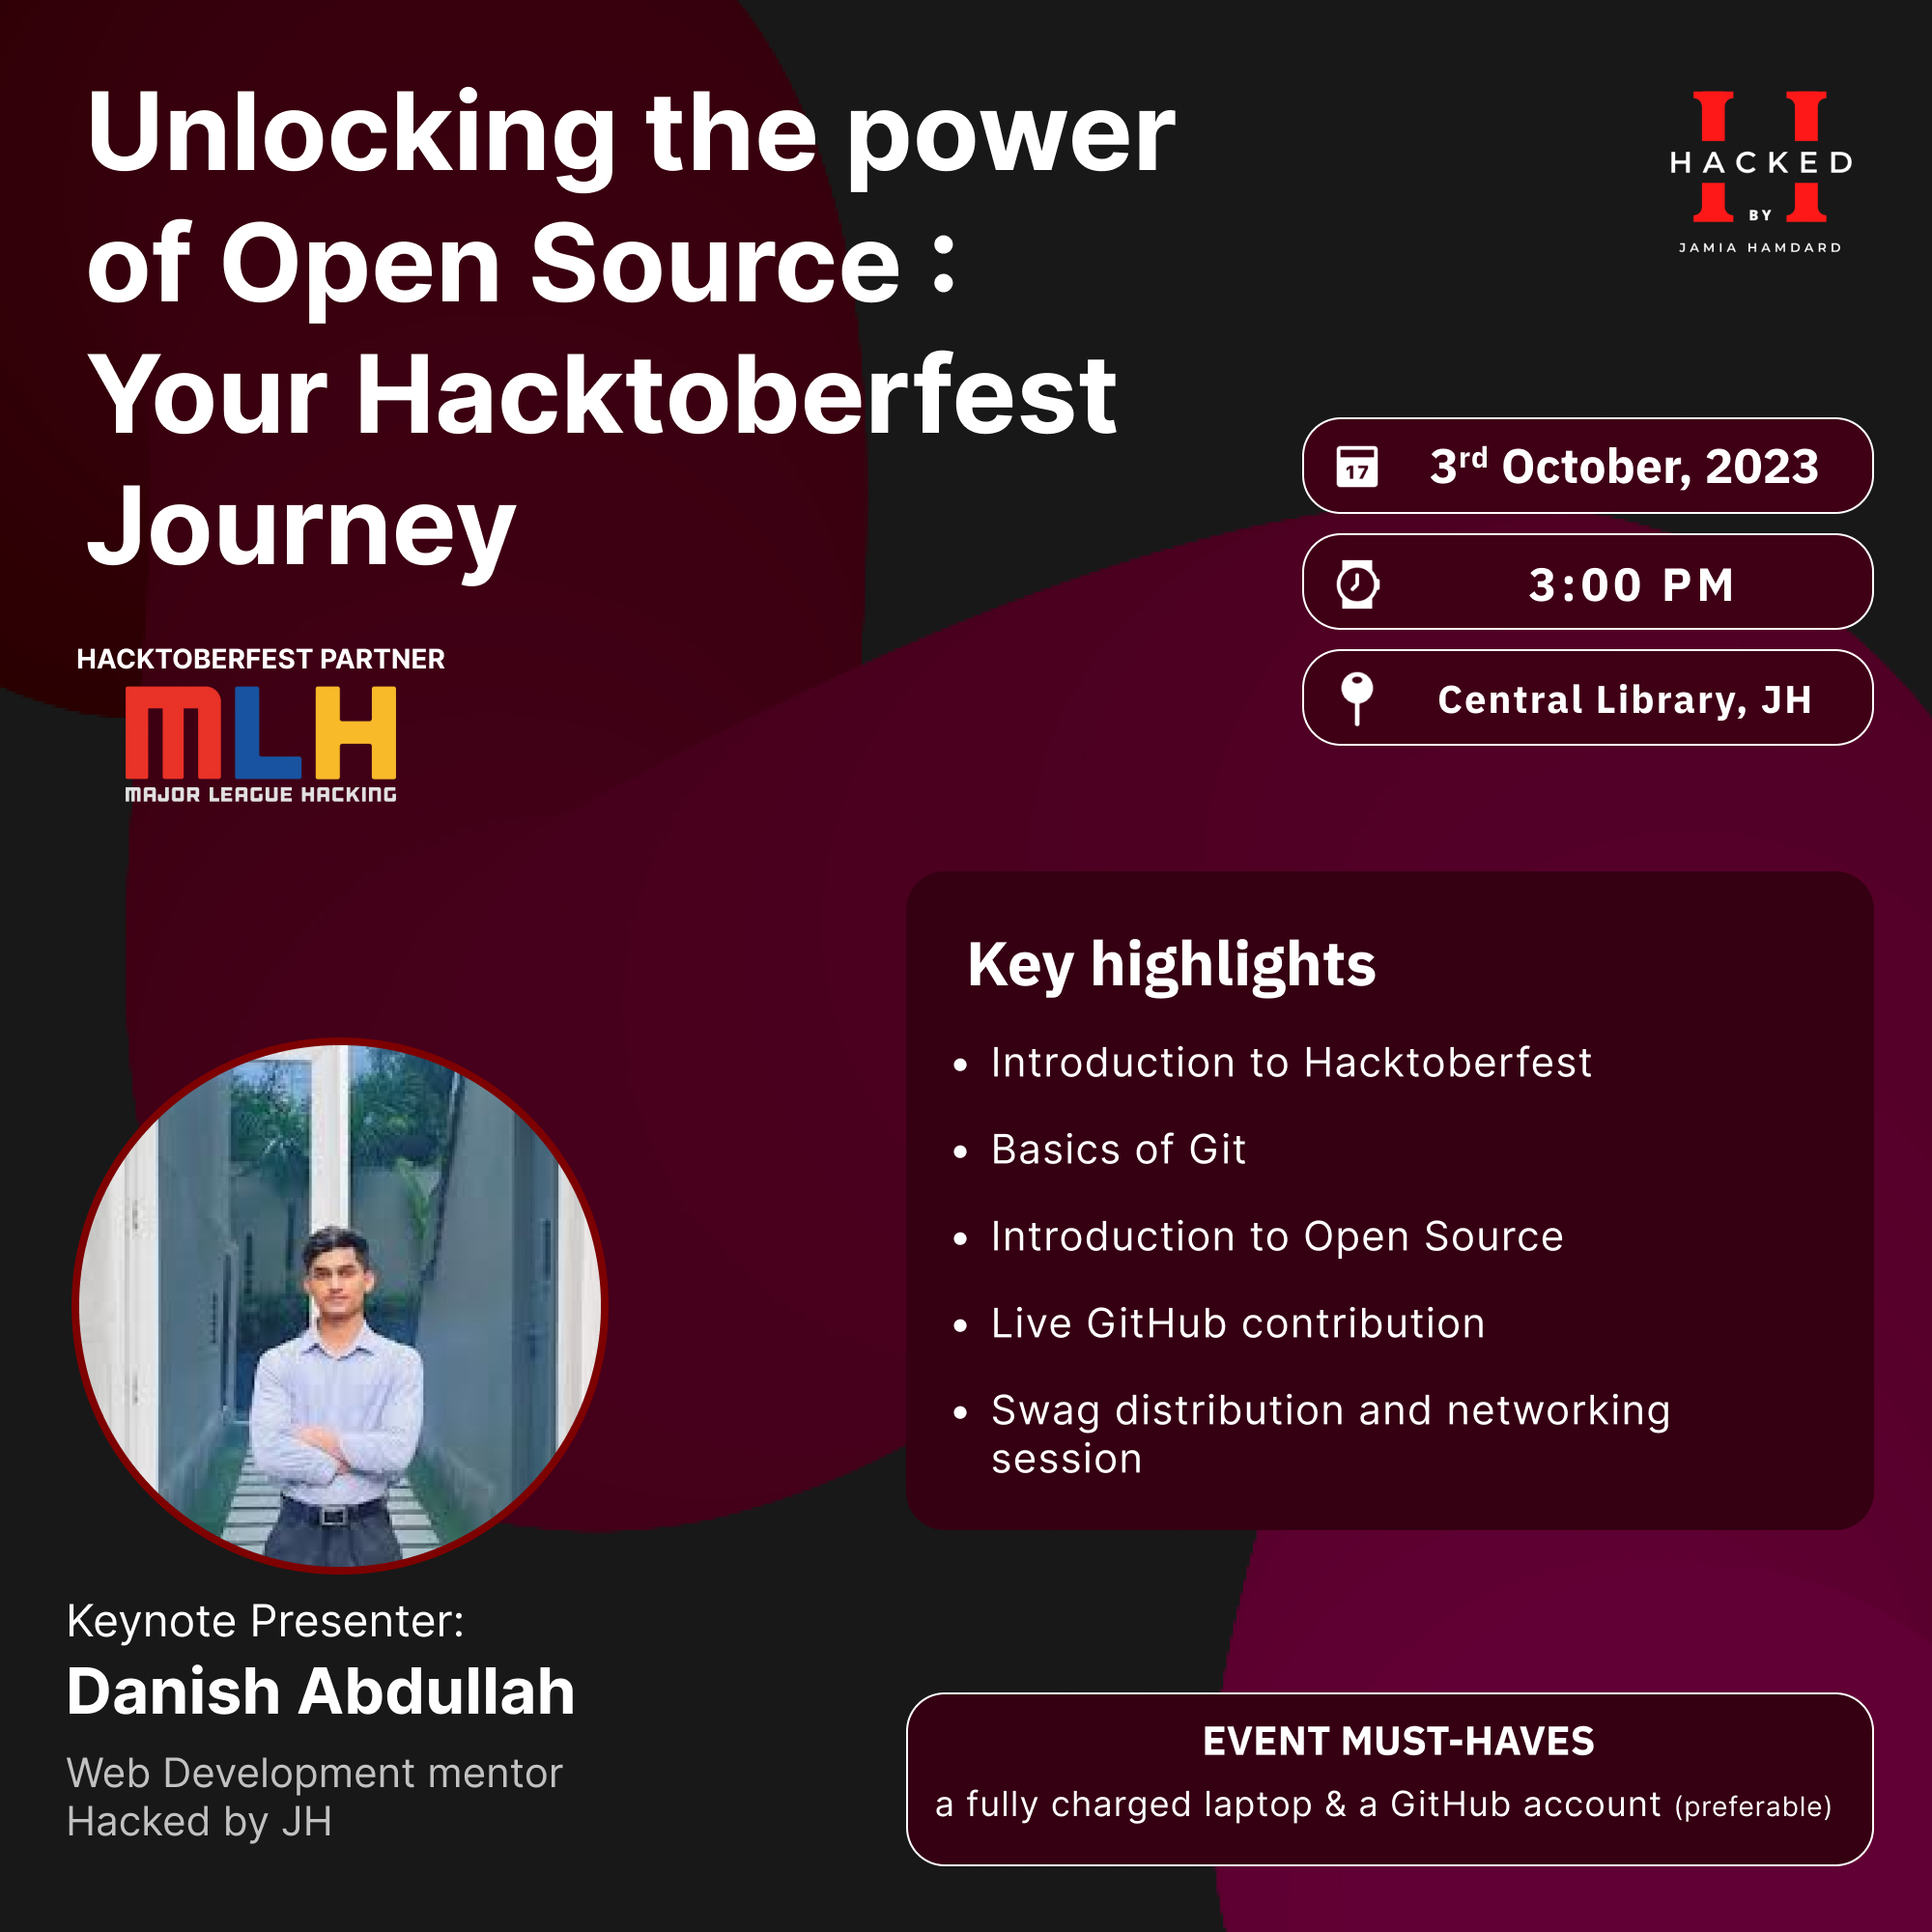 Unlocking the power
of Open Source :
Your Hacktoberfest
Journey
HACKED
BY
JAMIA HAMDARD
17
3rd October, 2023
3:00 PM
Central Library, JH
HACKTOBERFEST PARTNER
MLH
MAJOR LEAGUE HACKING
Key highlights
• Introduction to Hacktoberfest
• Basics of Git
• Introduction to Open Source
• Live GitHub contribution
• Swag distribution and networking
session
Keynote Presenter:
Danish Abdullah
Web Development mentor
Hacked by JH
EVENT MUST-HAVES
a fully charged laptop & a GitHub account (preferable)